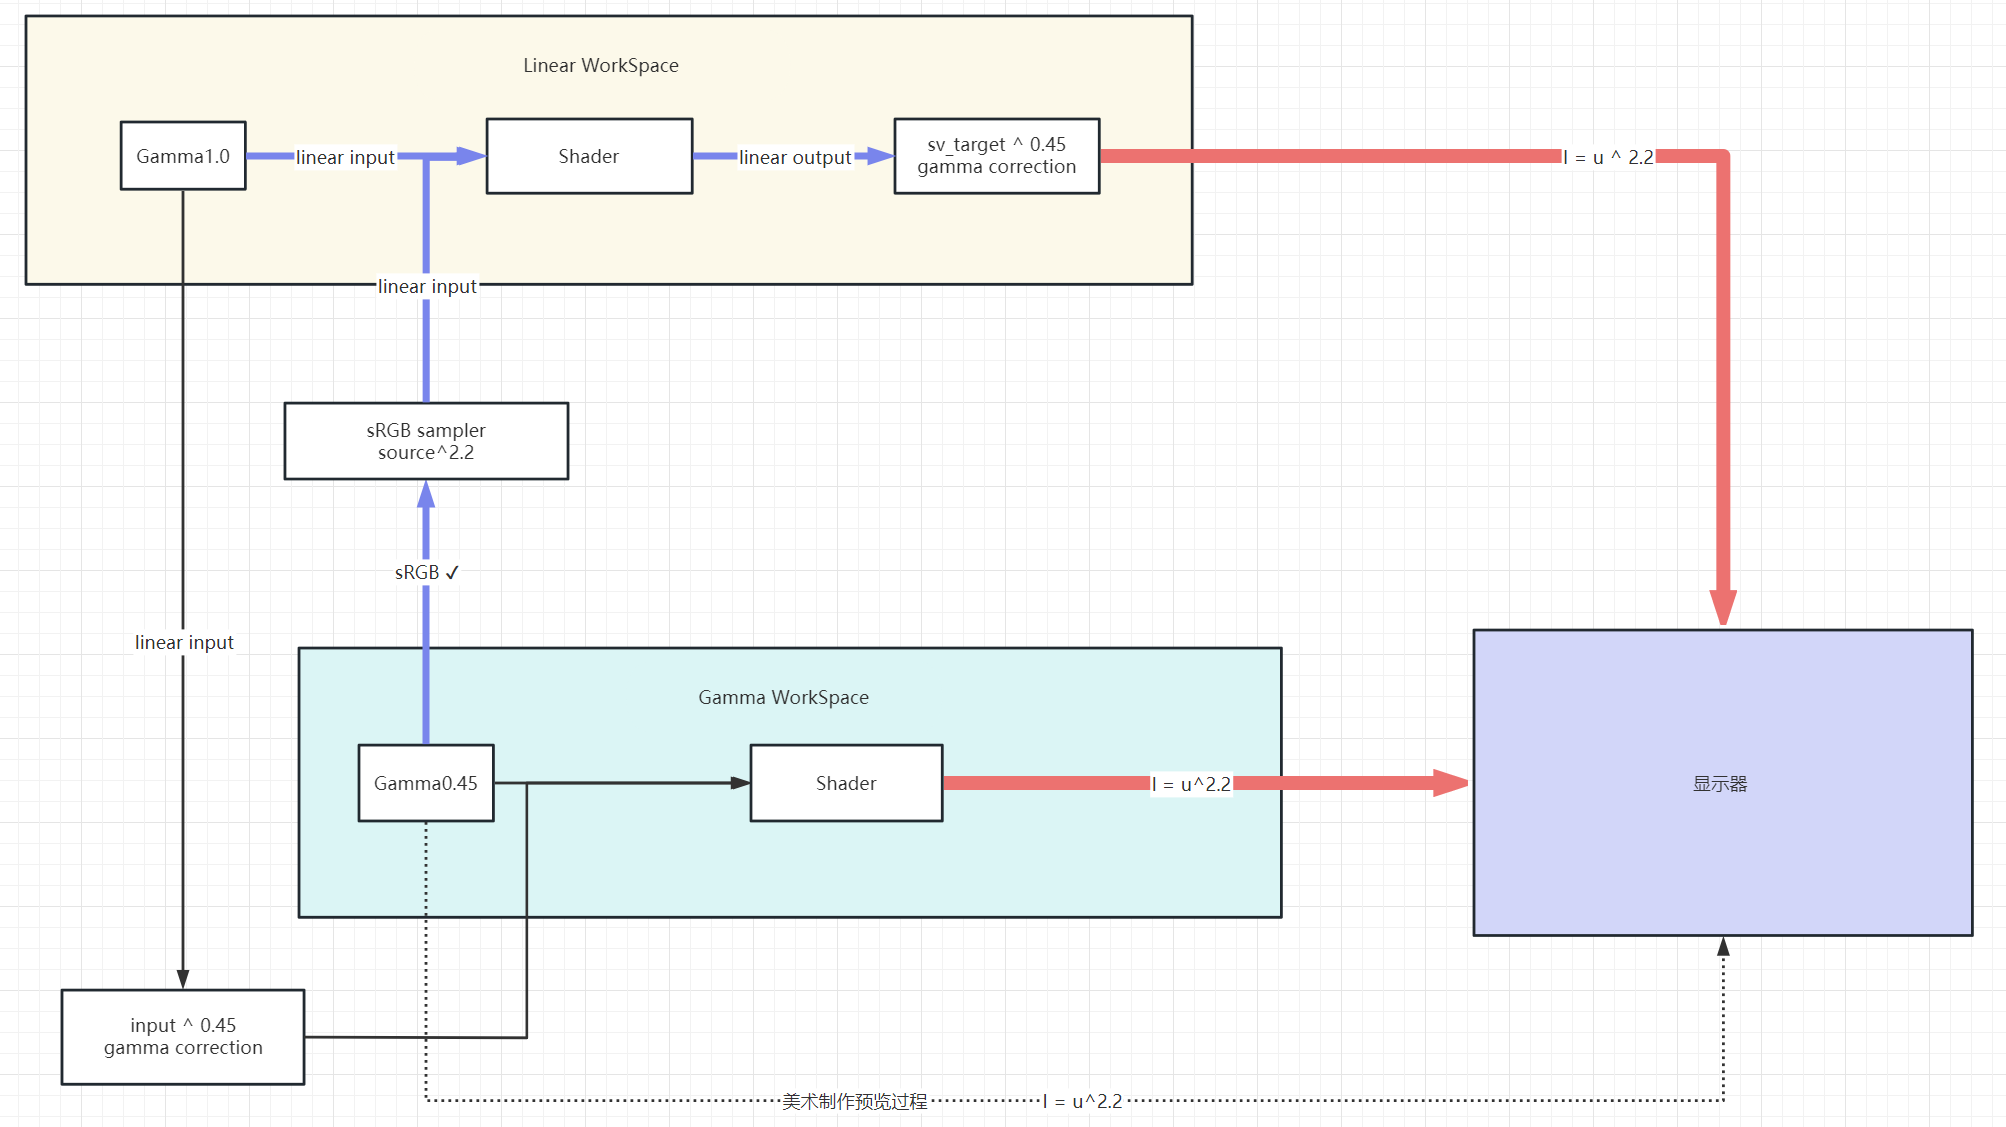 Linear WorkSpace
Gamma1.0
linear input
Shader
linear output
sv_target ^ 0.45
gamma correction
I = u ^ 2.2
linear input
sRGB sampler
source^2.2
sRGB ✓
linear input
Gamma WorkSpace
Gamma0.45
Shader
I = u^2.2
显示器
input ^ 0.45
gamma correction
美术制作预览过程
I = u^2.2